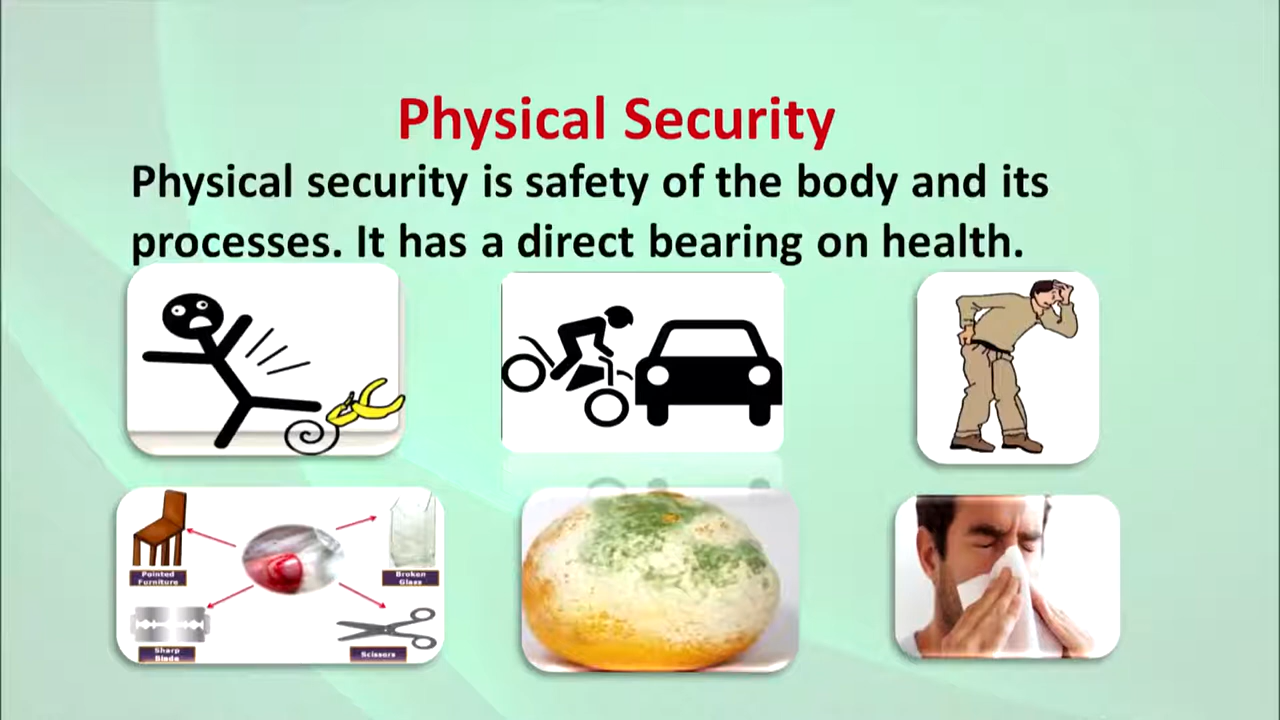 Physical Security
Physical security is safety of the body and its
processes. It has a direct bearing on health.
Pointed
Furniture
Broken
Glass
Sharp
Blade
Scissors